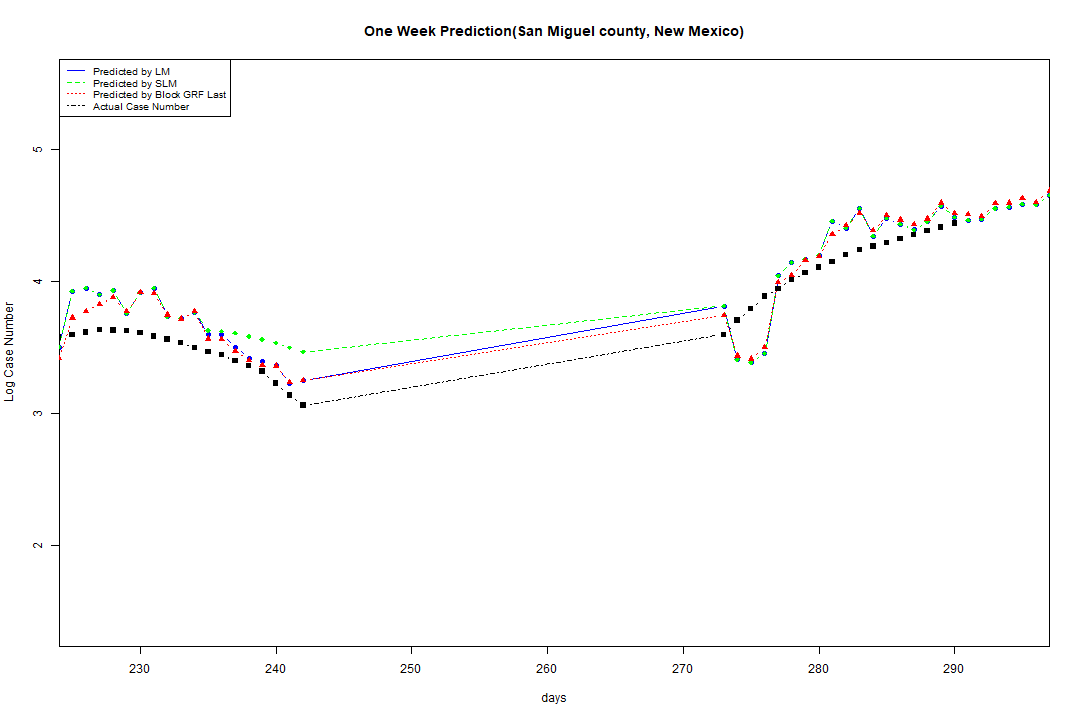 One Week Prediction(San Miguel county, New Mexico)
Predicted by LM
Predicted by SLM
Predicted by Block GRF Last
Actual Case Number
5
4
3
2
Log Case Number
230 240 250 260 270 280 290
days